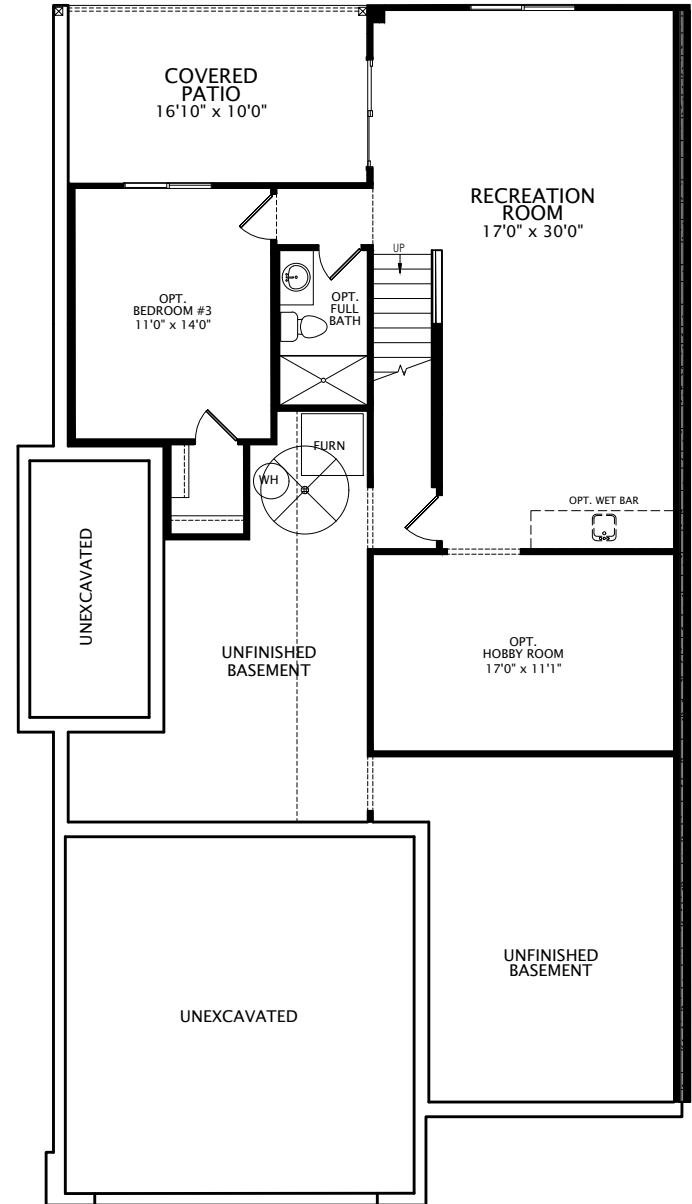 COVERED
PATIO
16'10" x 10'0"
RECREATION
ROOM
17'0" x 30'0"
UP
OPT.
BEDROOM #3
11'0" x 14'0"
OPT.
FULL
BATH
FURN
WH
OPT. WET BAR
UNEXCAVATED
UNFINISHED
BASEMENT
OPT.
HOBBY ROOM
17'0" x 11'1"
UNFINISHED
BASEMENT
UNEXCAVATED